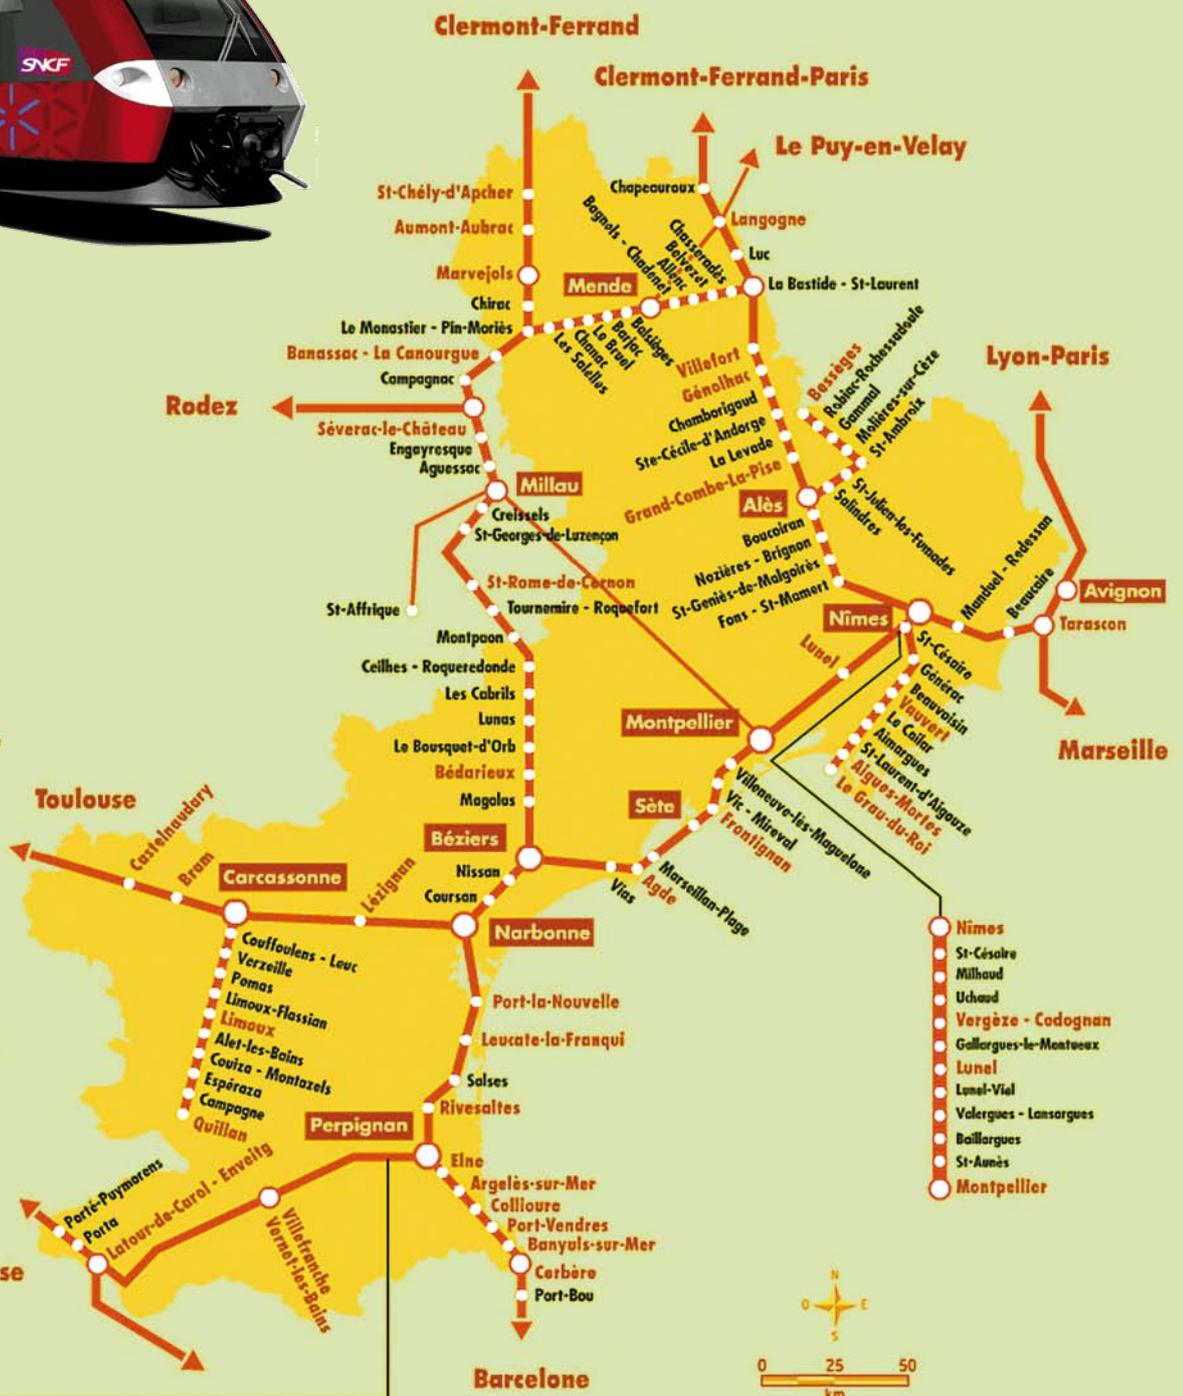 SNCF
Clermont-Ferrand
Clermont-Ferrand-Paris
Le Puy-en-Velay
St-Chély-d'Apcher
Aumont-Aubrac
Marvejols
Chirac
Le Monastier - Pin-Moriès
Banassac - La Canourgue
Campagnac
Rodez
Séverac-le-Château
Engayresque
Aguessac
Millau
Creissels
St-Georges-de-Luzençon
St-Rome-de-Cernon
St-Affrique
Tournemire - Roquefort
Montpaon
Ceilhes - Roqueredonde
Les Cabrils
Lunas
Le Bousquet-d'Orb
Bédarieux
Magalas
Béziers
Chapeauroux
Langogne
Luc
La Bastide - St-Laurent
Chasseradès
Belvezet
Allenc
Bagnols - Chadenet
Mende
Balsièges
Barjac
Le Bruel
Chanac
Les Salelles
Villefort
Génolhac
Chamborigaud
Ste-Cécile-d'Andorge
La Levade
Grand-Combe-La-Pise
Alès
Bessèges
Robiac-Rochessadoule
Gammal
Molières-sur-Cèze
St-Ambroix
St-Julien-les-Fumades
Salindres
Boucoiran
Nozières - Brignon
St-Geniès-de-Malgoirès
Fons - St-Mamert
Nîmes
Lyon-Paris
Manduel - Redessan
Beaucaire
Avignon
Tarascon
Marseille
St-Césaire
Générac
Beauvoisin
Vauvert
Le Cailar
Aimargues
St-Laurent-d'Aigouze
Aigues-Mortes
Le Grau-du-Roi
Lunel
Montpellier
Villeneuve-lès-Maguelone
Vic - Mireval
Frontignan
Sète
Marseillan-Plage
Agde
Vias
Toulouse
Castelnaudary
Bram
Carcassonne
Lézignan
Nissan
Coursan
Narbonne
Couffoulens - Leuc
Verzeille
Pomas
Limoux-Flassian
Limoux
Alet-les-Bains
Couiza - Montazels
Espéraza
Campagne
Quillan
Port-la-Nouvelle
Leucate-la-Franqui
Salses
Rivesaltes
Perpignan
Elne
Argelès-sur-Mer
Collioure
Port-Vendres
Banyuls-sur-Mer
Cerbère
Port-Bou
Barcelone
Porté-Puymorens
Porta
Latour-de-Carol - Enveitg
Villefranche
Vernet-les-Bains
se
Nîmes
St-Césaire
Milhaud
Uchaud
Vergèze - Codognan
Gallargues-le-Montueux
Lunel
Lunel-Viel
Valergues - Lansargues
Baillargues
St-Aunès
Montpellier
N
O E
S
0 25 50
km